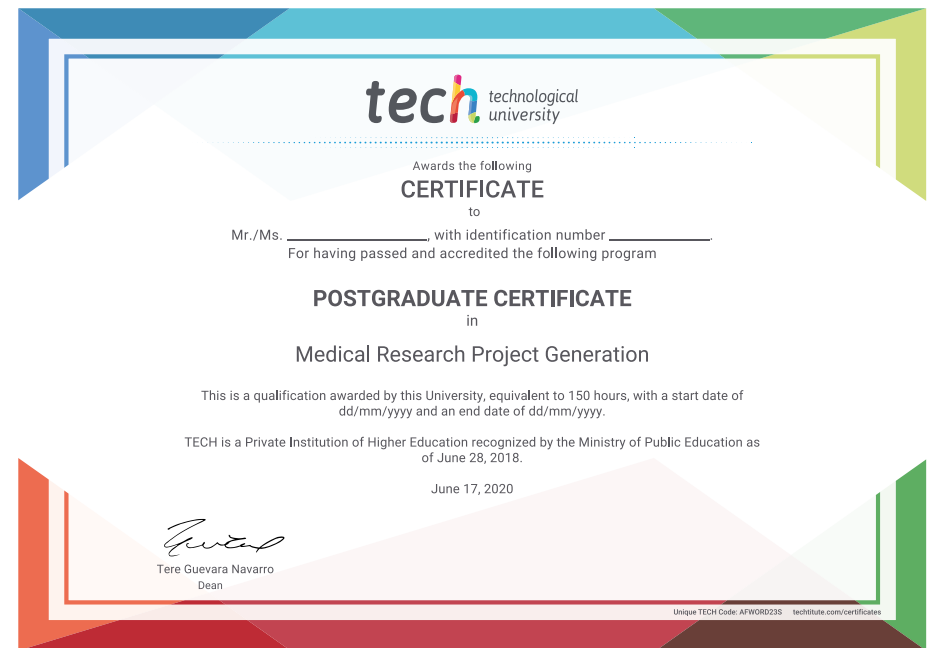 tech technological
university
Awards the following
CERTIFICATE
to
Mr./Ms. ____________________, with identification number ______________.
For having passed and accredited the following program
POSTGRADUATE CERTIFICATE
in
Medical Research Project Generation
This is a qualification awarded by this University, equivalent to 150 hours, with a start date of
dd/mm/yyyy and an end date of dd/mm/yyyy.
TECH is a Private Institution of Higher Education recognized by the Ministry of Public Education as
of June 28, 2018.
June 17, 2020
Tere Guevara Navarro
Dean
Unique TECH Code: AFWORD23S techtitute.com/certificates